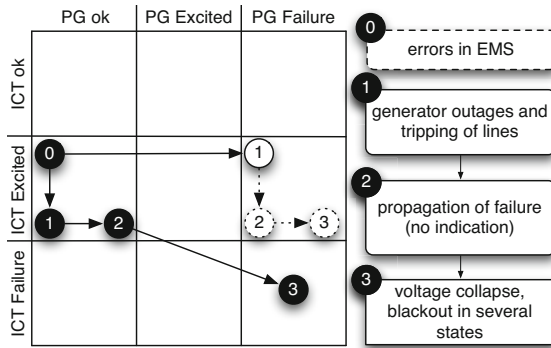 PG ok PG Excited PG Failure
ICT ok
ICT Excited
ICT Failure
0
1
1
2
2
3
3
0
errors in EMS
1
generator outages and
tripping of lines
2
propagation of failure
(no indication)
3
voltage collapse,
blackout in several
states